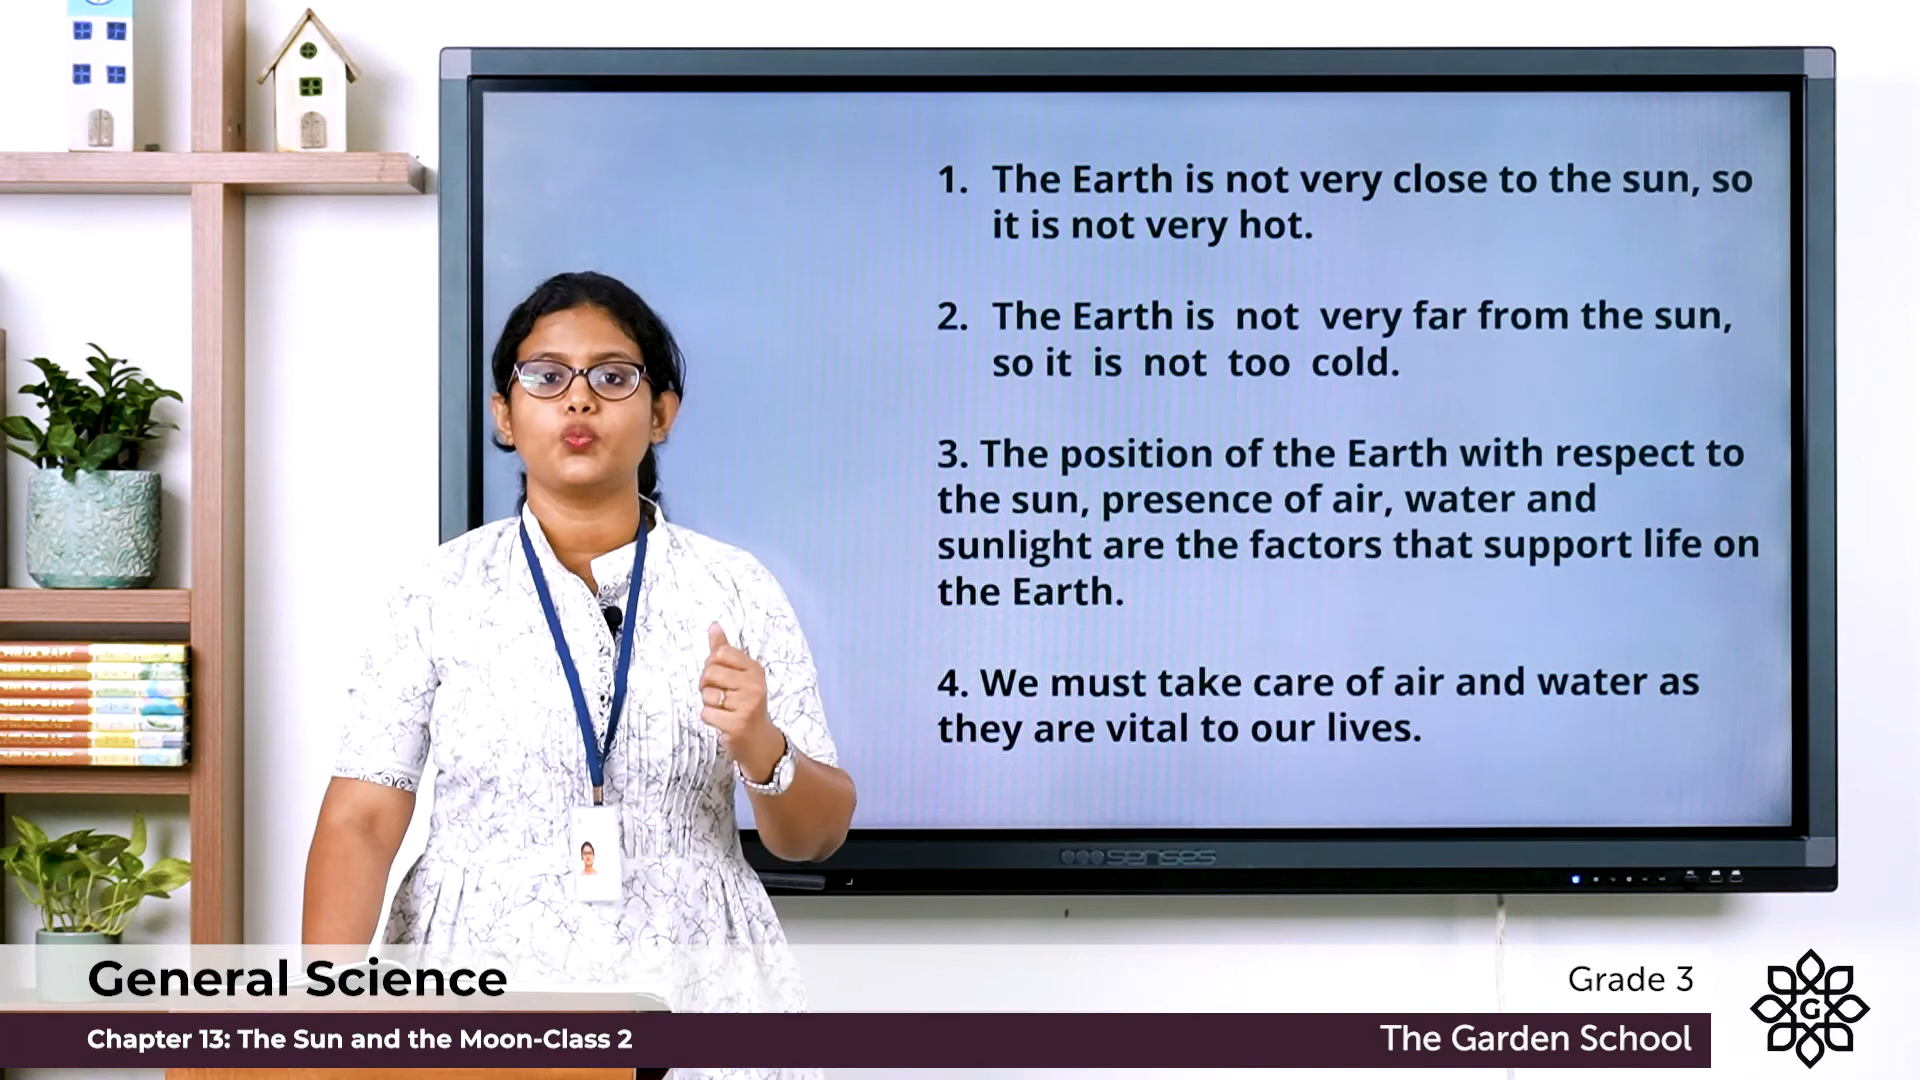 1. The Earth is not very close to the sun, so
it is not very hot.
2. The Earth is not very far from the sun,
so it is not too cold.
3. The position of the Earth with respect to
the sun, presence of air, water and
sunlight are the factors that support life on
the Earth.
4. We must take care of air and water as
they are vital to our lives.
senses
General Science
Grade 3
Chapter 13: The Sun and the Moon-Class 2
The Garden School
G